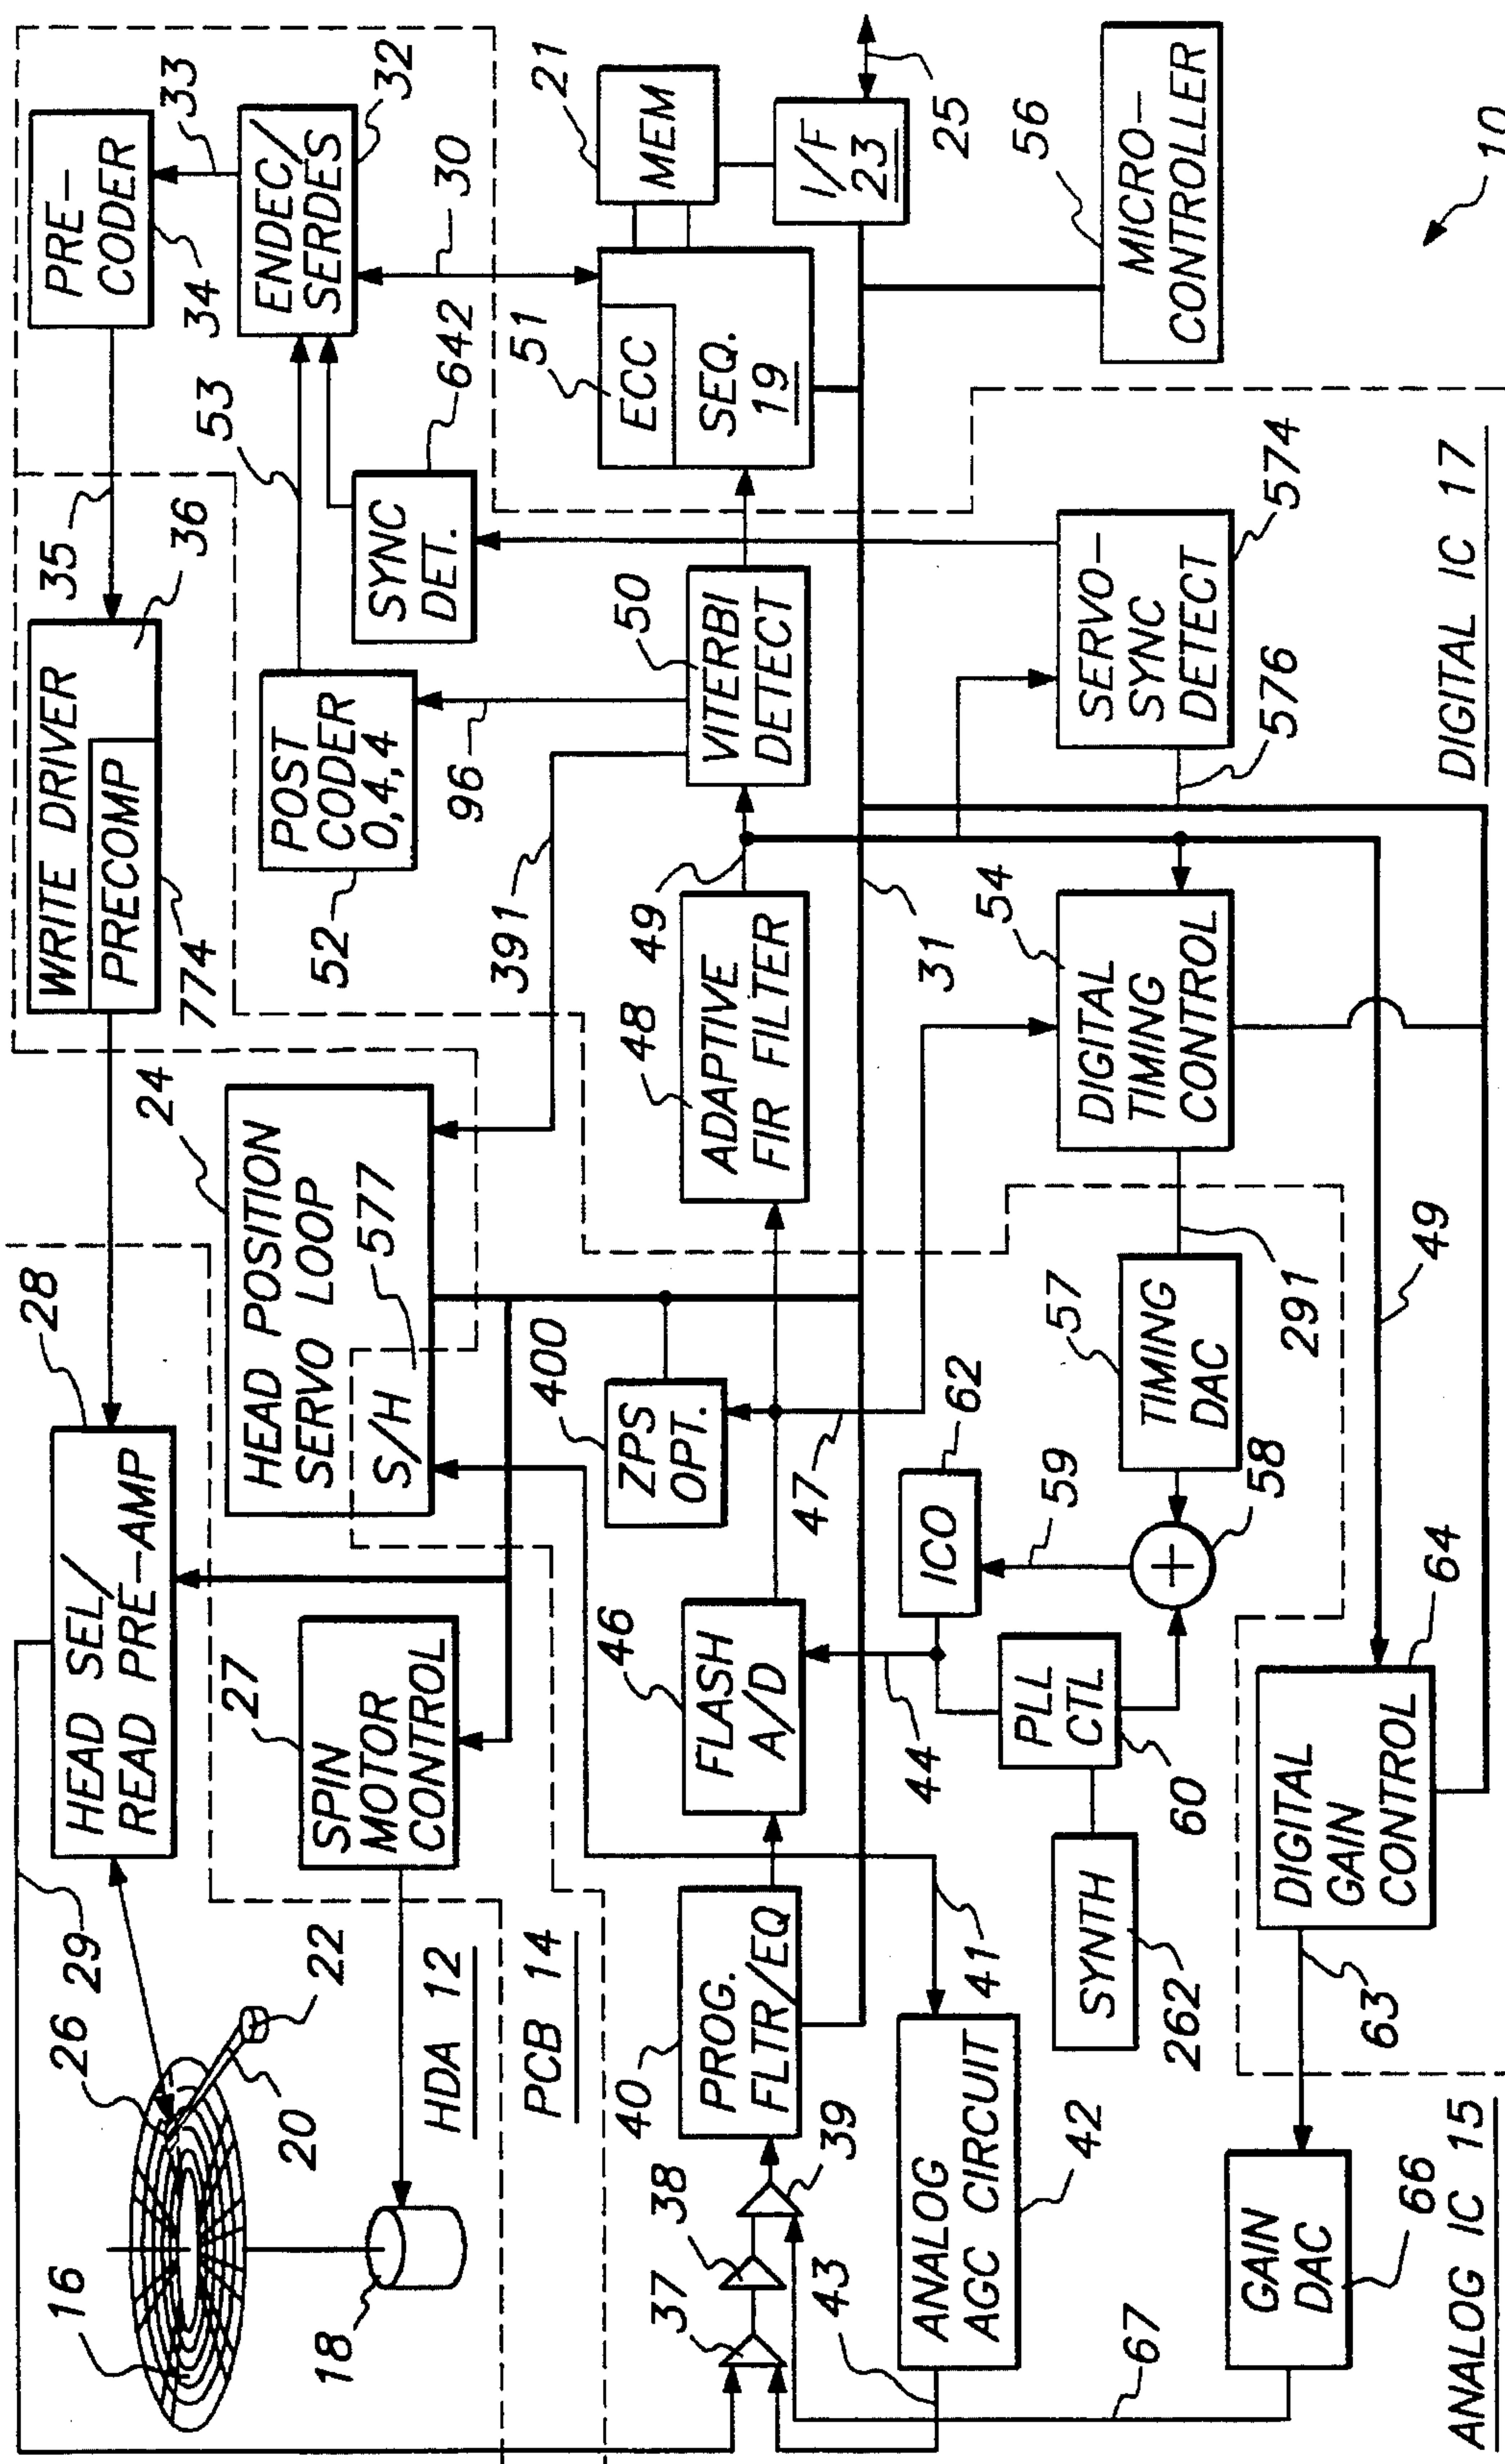 16
26
29
20
22
18
28
HEAD SEL/
READ PRE-AMP
27
SPIN
MOTOR
CONTROL
HDA 12
PCB 14
24
HEAD POSITION
SERVO LOOP
S/H
577
WRITE DRIVER
PRECOMP
774
35
36
PRE-
CODER
34
33
ENDEC/
SERDES
32
30
53
POST
CODER
0,4,4
52
SYNC
DET.
642
51
ECC
SEQ.
19
MEM
21
I/F
23
25
37
38
39
40
PROG.
FLTR/EQ
46
FLASH
A/D
400
ZPS
OPT.
47
48
ADAPTIVE
FIR FILTER
49
391
96
50
VITERBI
DETECT
31
43
ANALOG
AGC CIRCUIT
42
41
44
ICO
62
59
PLL
CTL
60
SYNTH
262
58
57
TIMING
DAC
291
54
DIGITAL
TIMING
CONTROL
SERVO-
SYNC
DETECT
574
576
56
MICRO-
CONTROLLER
67
GAIN
DAC
66
63
DIGITAL
GAIN
CONTROL
64
49
ANALOG IC 15
DIGITAL IC 17
10